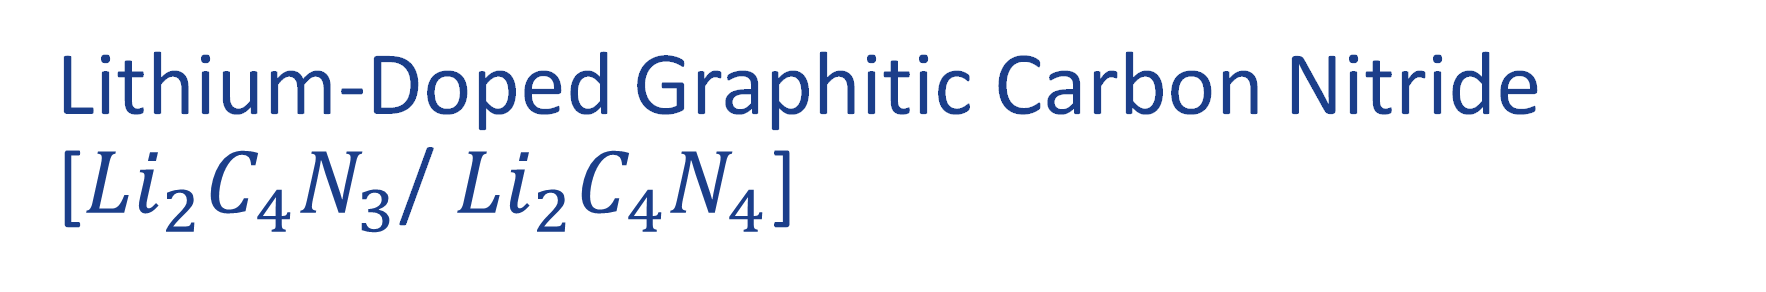 Lithium-Doped Graphitic Carbon Nitride
[Li₂C₄N₃/ Li₂C₄N₄]